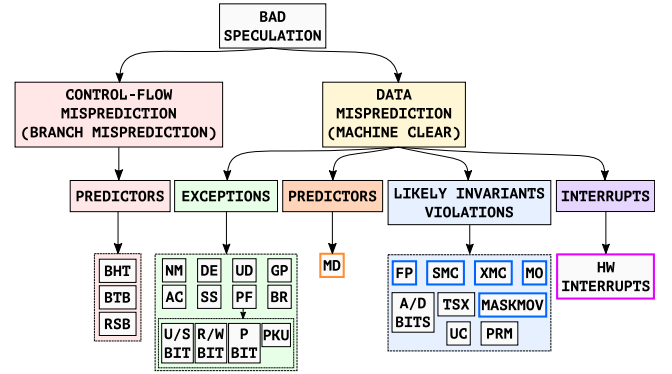 BAD
SPECULATION
CONTROL-FLOW
MISPREDICTION
(BRANCH MISPREDICTION)
DATA
MISPREDICTION
(MACHINE CLEAR)
PREDICTORS
EXCEPTIONS
PREDICTORS
LIKELY INVARIANTS
VIOLATIONS
INTERRUPTS
BHT
BTB
RSB
NM DE UD GP
AC SS PF BR
U/S
BIT
R/W
BIT
P
BIT
PKU
MD
FP SMC XMC MO
A/D
BITS
TSX
MASKMOV
UC PRM
HW
INTERRUPTS